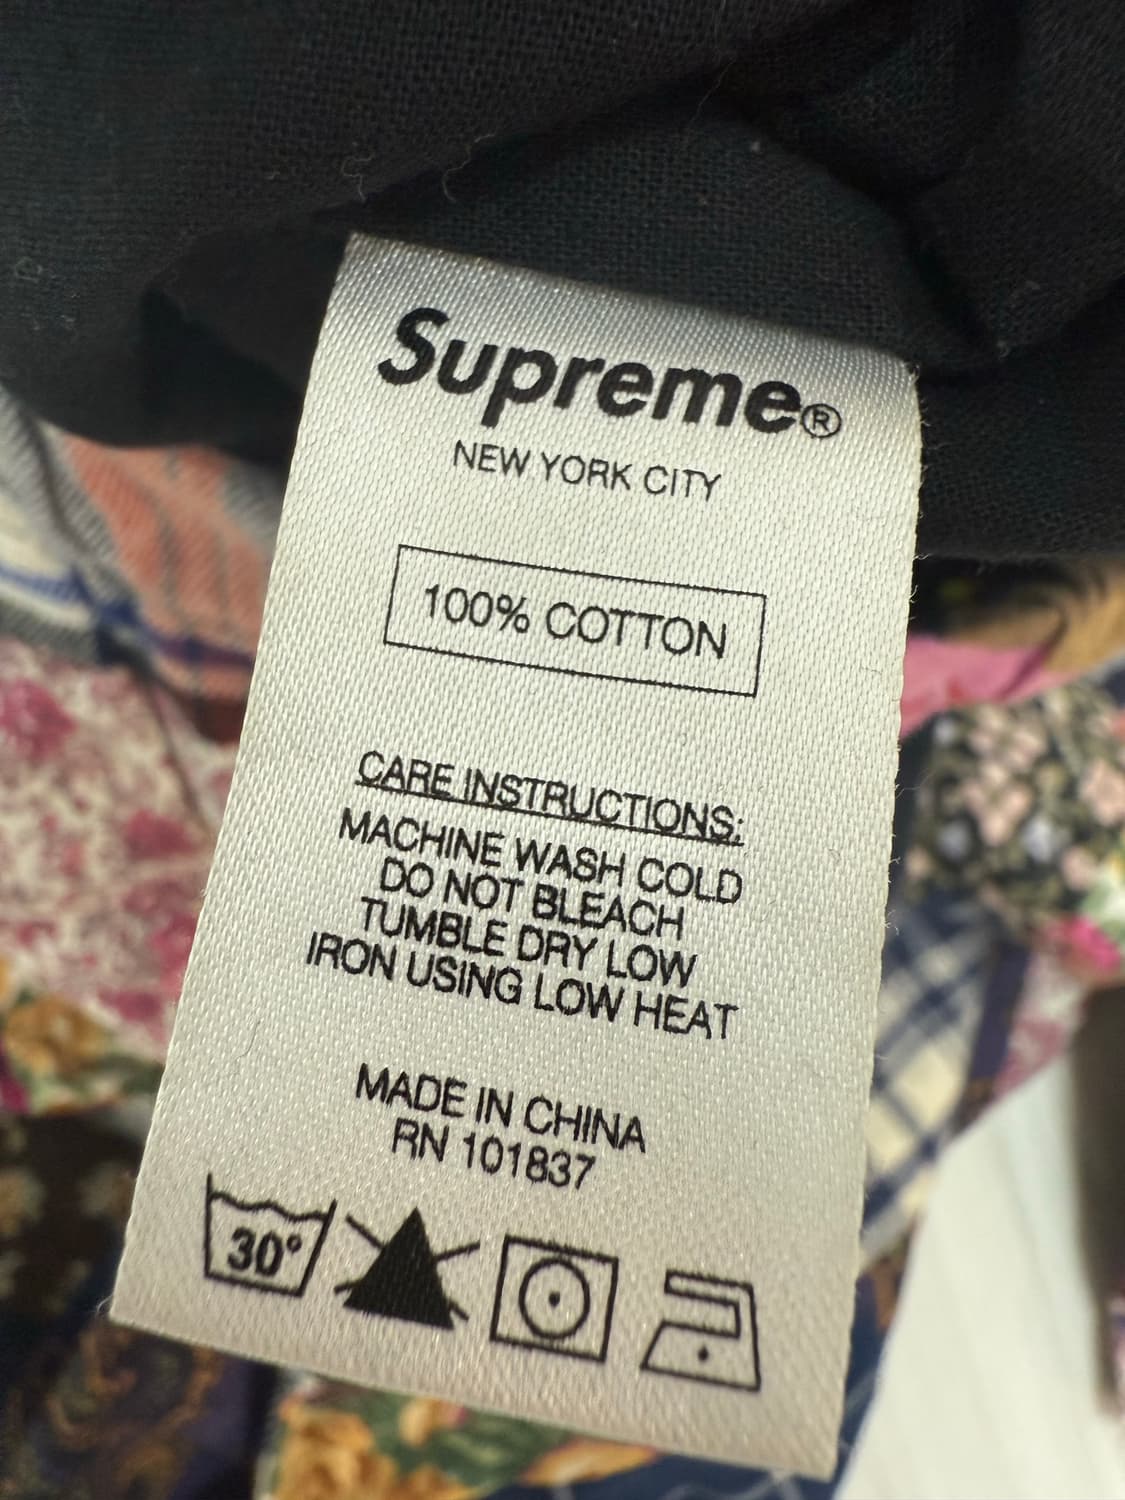 Supreme®
NEW YORK CITY
100% COTTON
CARE INSTRUCTIONS:
MACHINE WASH COLD
DO NOT BLEACH
TUMBLE DRY LOW
IRON USING LOW HEAT
MADE IN CHINA
RN 101837
30°